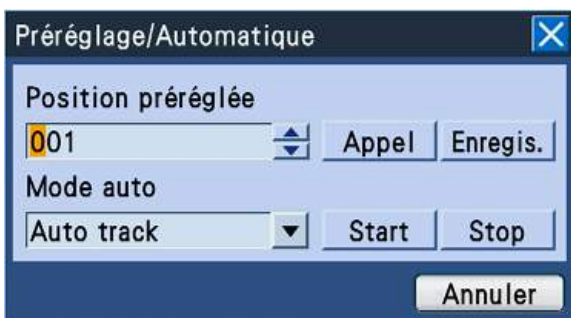 Préréglage/Automatique
Position préréglée
001 Appel Enregis.
Mode auto
Auto track Start Stop
Annuler